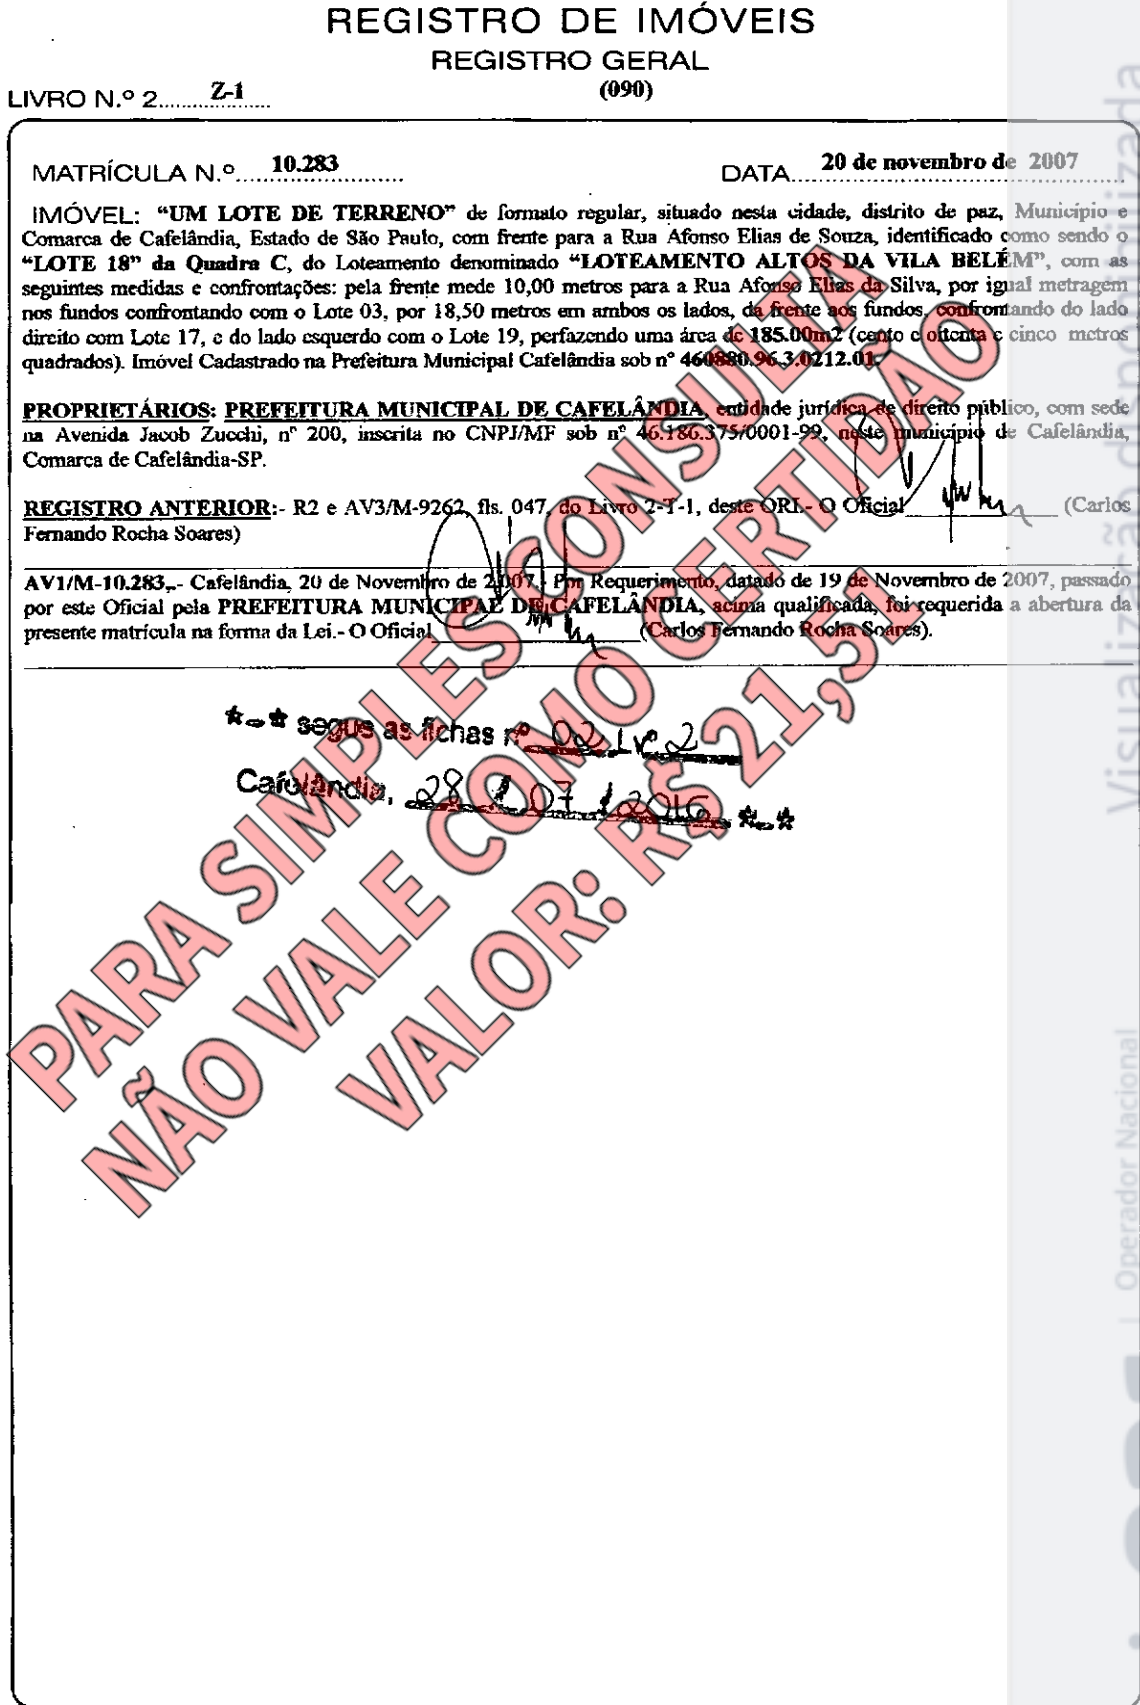 REGISTRO DE IMÓVEIS
REGISTRO GERAL
LIVRO N.º 2 Z-1 (090)
MATRÍCULA N.º 10.283 DATA 20 de novembro de 2007
IMÓVEL: “UM LOTE DE TERRENO” de formato regular, situado nesta cidade, distrito de paz, Município e
Comarca de Cafelândia, Estado de São Paulo, com frente para a Rua Afonso Elias de Souza, identificado como sendo o
“LOTE 18” da Quadra C, do Loteamento denominado “LOTEAMENTO ALTOS DA VILA BELÉM”, com as
seguintes medidas e confrontações: pela frente mede 10,00 metros para a Rua Afonso Elias da Silva, por igual metragem
nos fundos confrontando com o Lote 03, por 18,50 metros em ambos os lados, da frente aos fundos, confrontando do lado
direito com Lote 17, e do lado esquerdo com o Lote 19, perfazendo uma área de 185.00m2 (cento e oitenta e cinco metros
quadrados). Imóvel Cadastrado na Prefeitura Municipal Cafelândia sob nº 460880.96.3.0212.01.
PROPRIETÁRIOS: PREFEITURA MUNICIPAL DE CAFELÂNDIA, entidade jurídica de direito público, com sede
na Avenida Jacob Zucchi, nº 200, inscrita no CNPJ/MF sob nº 46.186.375/0001-99, neste município de Cafelândia,
Comarca de Cafelândia-SP.
REGISTRO ANTERIOR:- R2 e AV3/M-9262, fls. 047, do Livro 2-T-1, deste ORI.- O Oficial (Carlos
Fernando Rocha Soares)
AV1/M-10.283,.- Cafelândia, 20 de Novembro de 2007.- Por Requerimento, datado de 19 de Novembro de 2007, passado
por este Oficial pela PREFEITURA MUNICIPAL DE CAFELÂNDIA, acima qualificada, foi requerida a abertura da
presente matrícula na forma da Lei.- O Oficial (Carlos Fernando Rocha Soares).
*-* segue as fichas nº 02 Lº 2
Cafelândia, 28 / 07 / 2016 *-*
PARA SIMPLES CONSULTA
NÃO VALE COMO CERTIDÃO
VALOR: R$ 21,51
Visualização disponibilizada
| Operador Nacional